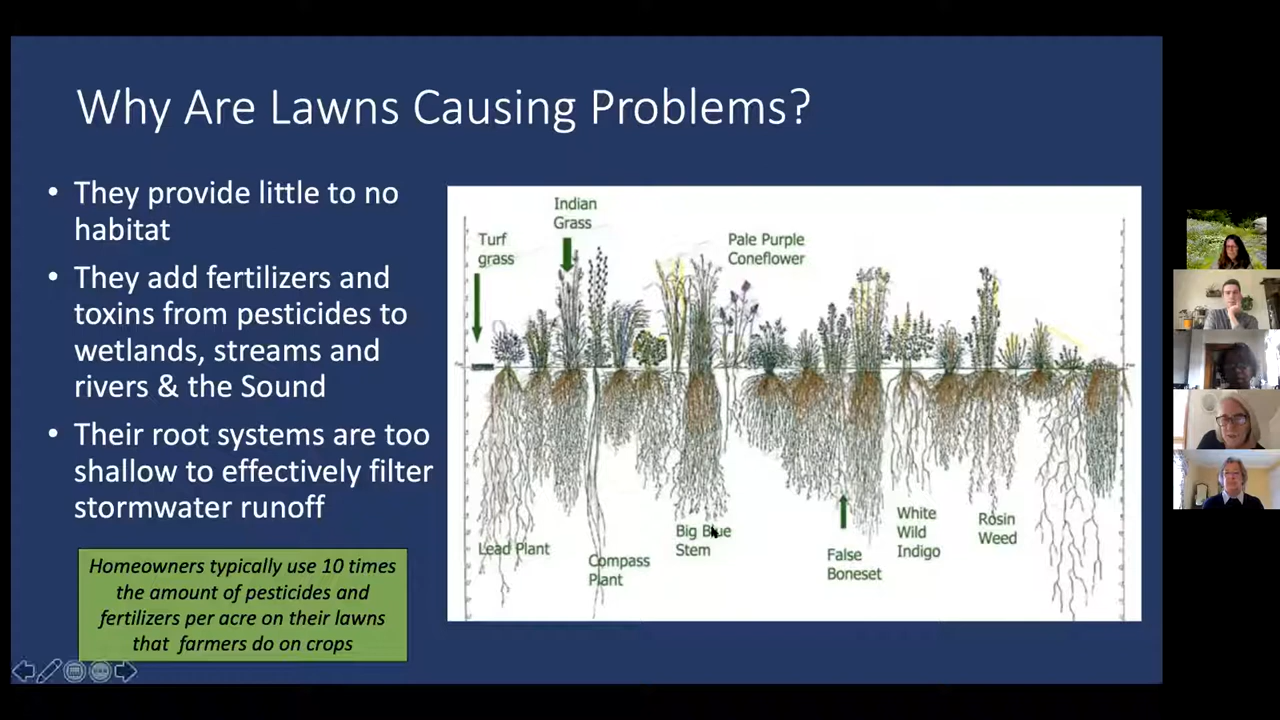 Why Are Lawns Causing Problems?
• They provide little to no
habitat
• They add fertilizers and
toxins from pesticides to
wetlands, streams and
rivers & the Sound
• Their root systems are too
shallow to effectively filter
stormwater runoff
Homeowners typically use 10 times
the amount of pesticides and
fertilizers per acre on their lawns
that farmers do on crops
Turf
grass
Indian
Grass
Pale Purple
Coneflower
Lead Plant
Compass
Plant
Big Blue
Stem
False
Boneset
White
Wild
Indigo
Rosin
Weed